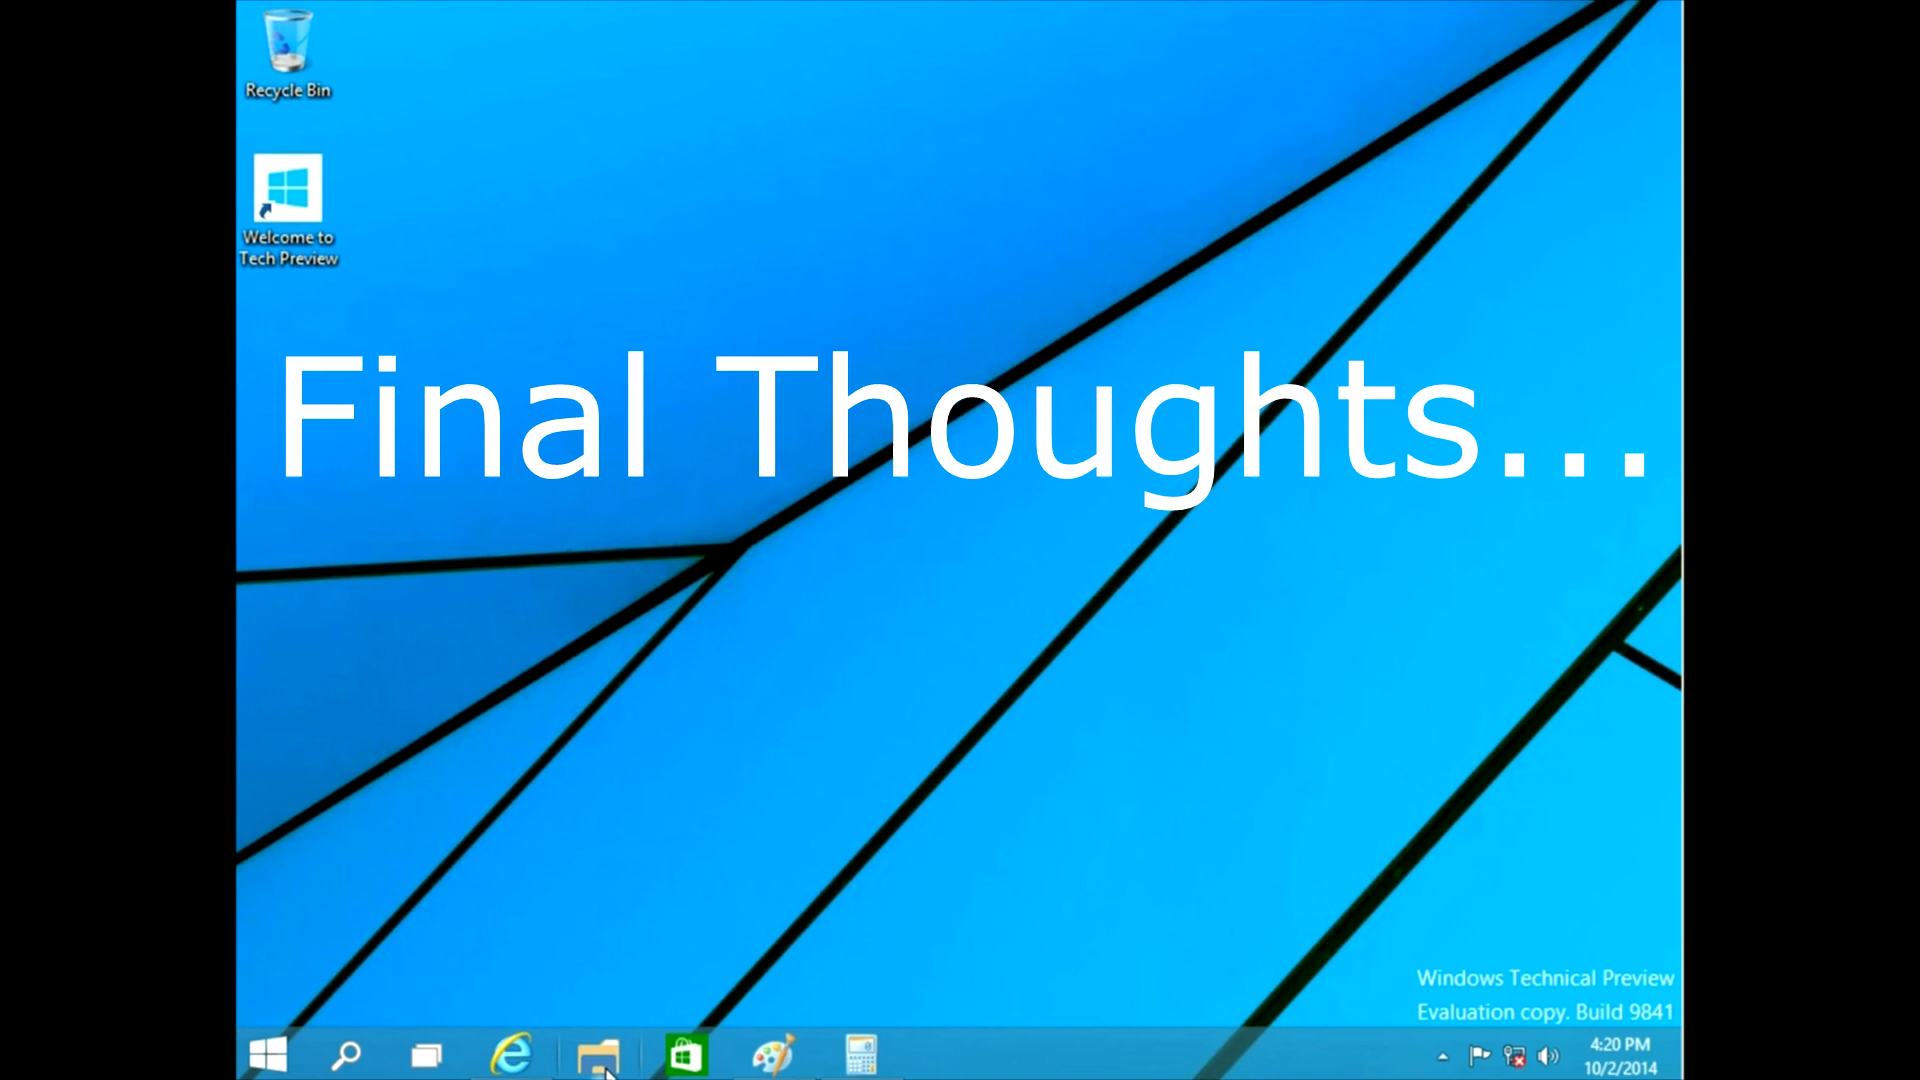 Recycle Bin
Welcome to
Tech Preview
Final Thoughts...
Windows Technical Preview
Evaluation copy. Build 9841
4:20 PM
10/2/2014